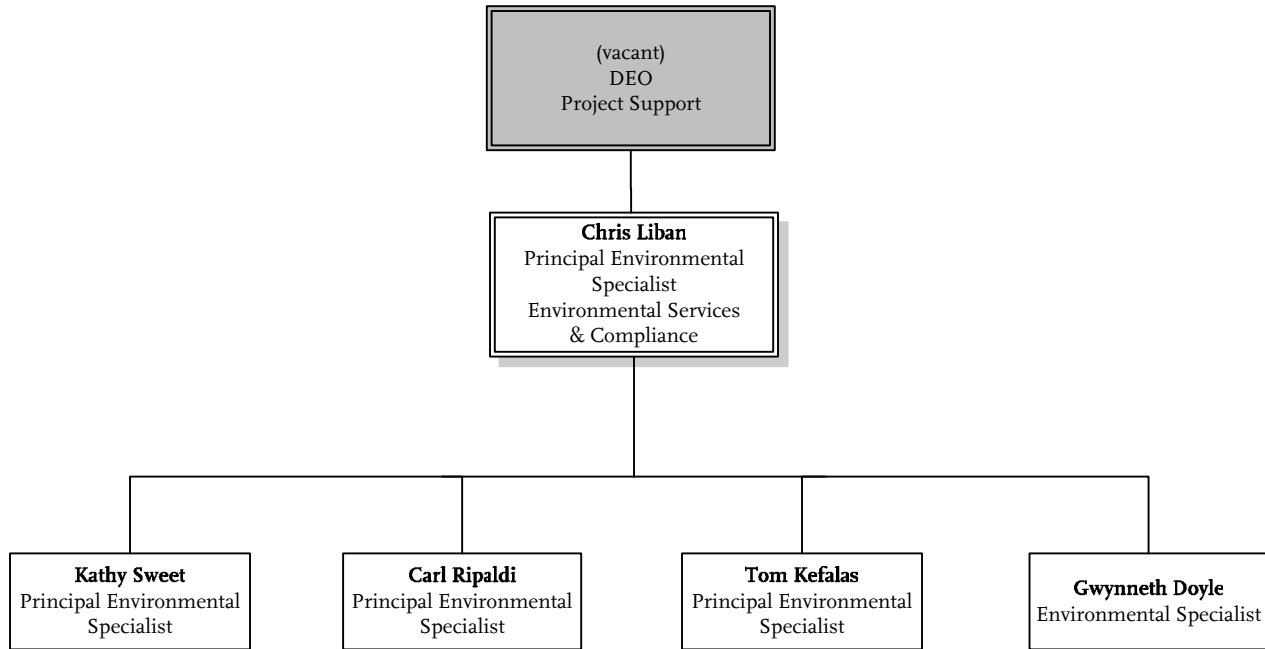 (vacant)
DEO
Project Support
Chris Liban
Principal Environmental
Specialist
Environmental Services
& Compliance
Kathy Sweet
Principal Environmental
Specialist
Carl Ripaldi
Principal Environmental
Specialist
Tom Kefalas
Principal Environmental
Specialist
Gwynneth Doyle
Environmental Specialist